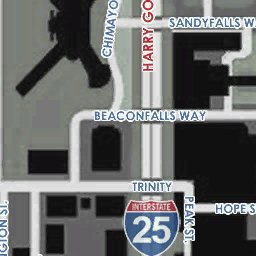 CHIMAYO
HARRY GO
SANDYFALLS W
BEACONFALLS WAY
TRINITY
INTERSTATE
25
PEAK ST.
HOPE S
GTON ST.